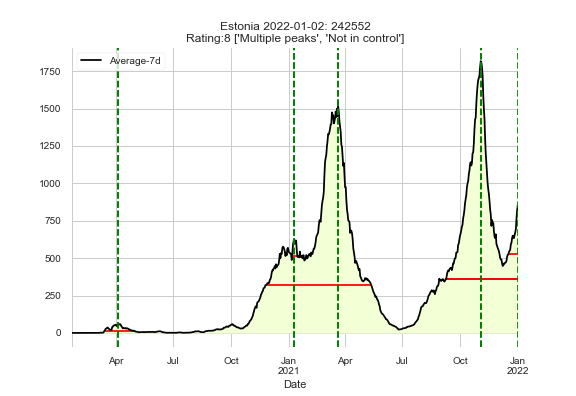 Estonia 2022-01-02: 242552
Rating:8 ['Multiple peaks', 'Not in control']
Average-7d
1750
1500
1250
1000
750
500
250
0
Apr Jul Oct Jan Apr Jul Oct Jan
2021 2022
Date